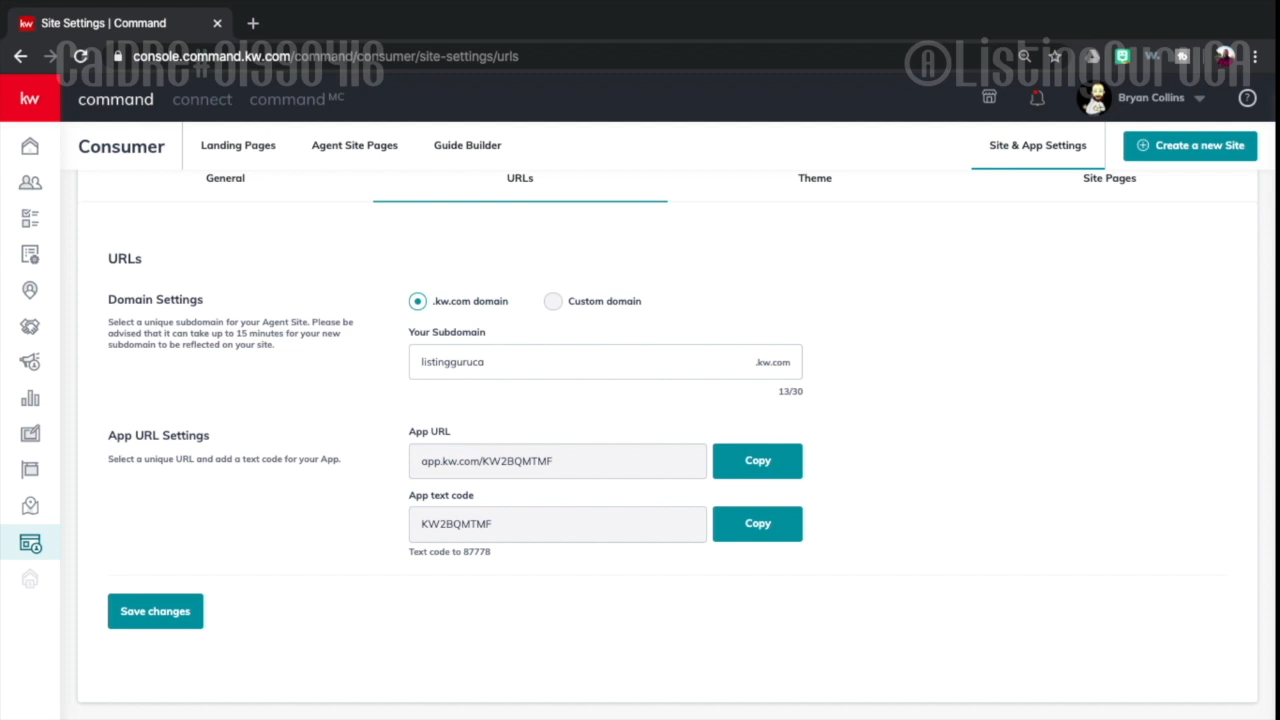 kw Site Settings | Command
console.command.kw.com/command/consumer/site-settings/urls
CalDRE#01990416
@ListingGuruCA
kw command connect command MC Bryan Collins
Consumer Landing Pages Agent Site Pages Guide Builder Site & App Settings Create a new Site
General URLs Theme Site Pages
URLs
Domain Settings
Select a unique subdomain for your Agent Site. Please be
advised that it can take up to 15 minutes for your new
subdomain to be reflected on your site.
.kw.com domain Custom domain
Your Subdomain
listingguruca .kw.com
13/30
App URL Settings
Select a unique URL and add a text code for your App.
App URL
app.kw.com/KW2BQMTMF Copy
App text code
KW2BQMTMF Copy
Text code to 87778
Save changes